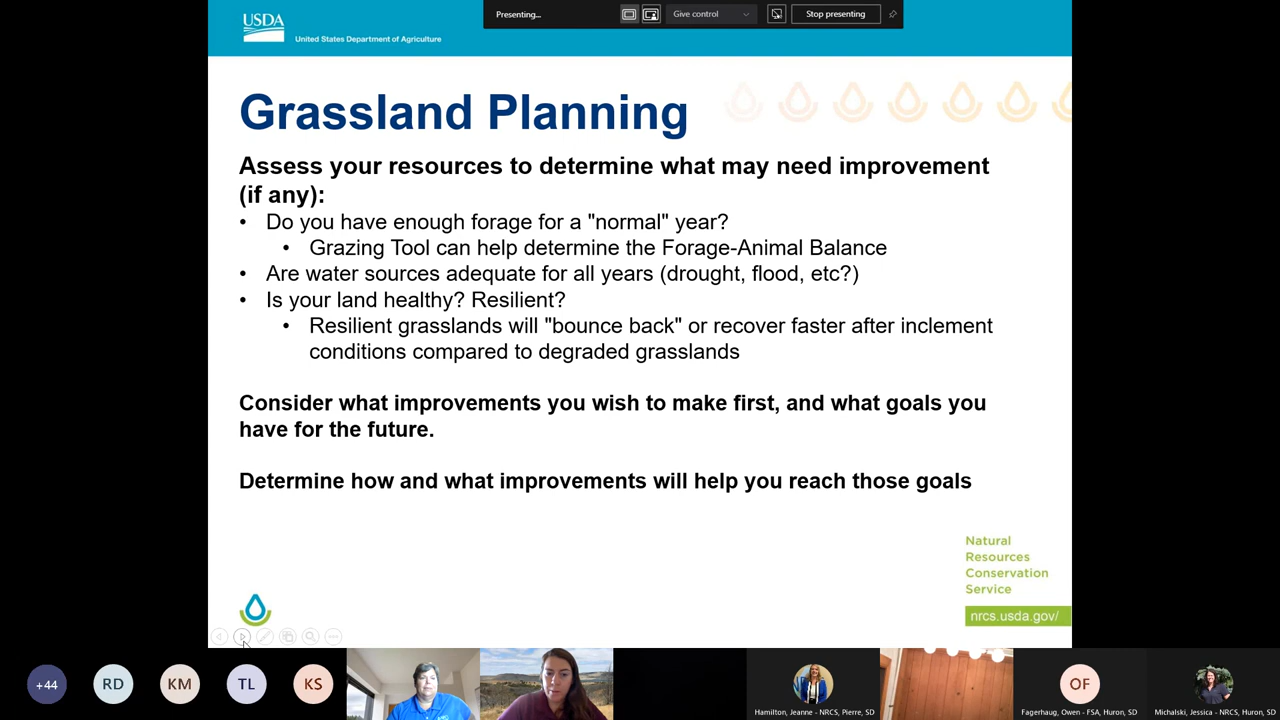 USDA
United States Department of Agriculture
Presenting...
Give control
Stop presenting
Grassland Planning
Assess your resources to determine what may need improvement
(if any):
• Do you have enough forage for a "normal" year?
• Grazing Tool can help determine the Forage-Animal Balance
• Are water sources adequate for all years (drought, flood, etc?)
• Is your land healthy? Resilient?
• Resilient grasslands will "bounce back" or recover faster after inclement
conditions compared to degraded grasslands
Consider what improvements you wish to make first, and what goals you
have for the future.
Determine how and what improvements will help you reach those goals
Natural
Resources
Conservation
Service
nrcs.usda.gov/
+44
RD
KM
TL
KS
OF
Hamilton, Jeanne - NRCS, Pierre, SD
Fagerhaug, Owen - FSA, Huron, SD
Michalski, Jessica - NRCS, Huron, SD